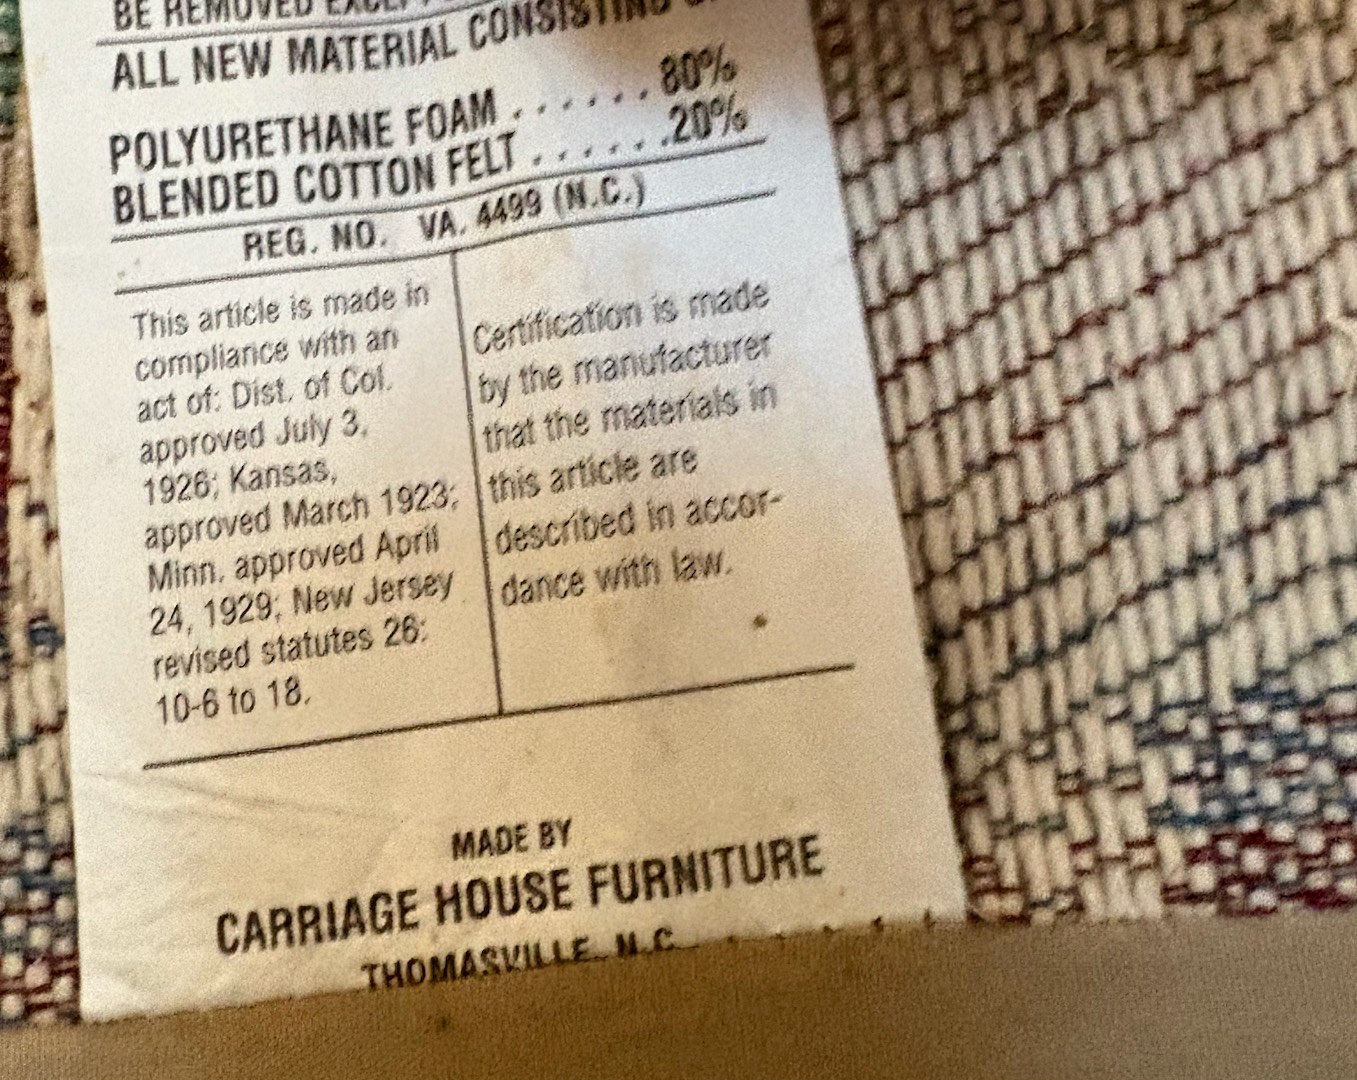 BE REMOVED EXCEPT
ALL NEW MATERIAL CONSISTING
POLYURETHANE FOAM . . . . . . 80%
BLENDED COTTON FELT . . . . . . 20%
REG. NO. VA. 4499 (N.C.)
This article is made in
compliance with an
act of: Dist. of Col.
approved July 3,
1926; Kansas,
approved March 1923;
Minn. approved April
24, 1929; New Jersey
revised statutes 26:
10-6 to 18.
Certification is made
by the manufacturer
that the materials in
this article are
described in accor-
dance with law.
MADE BY
CARRIAGE HOUSE FURNITURE
THOMASVILLE, N.C.